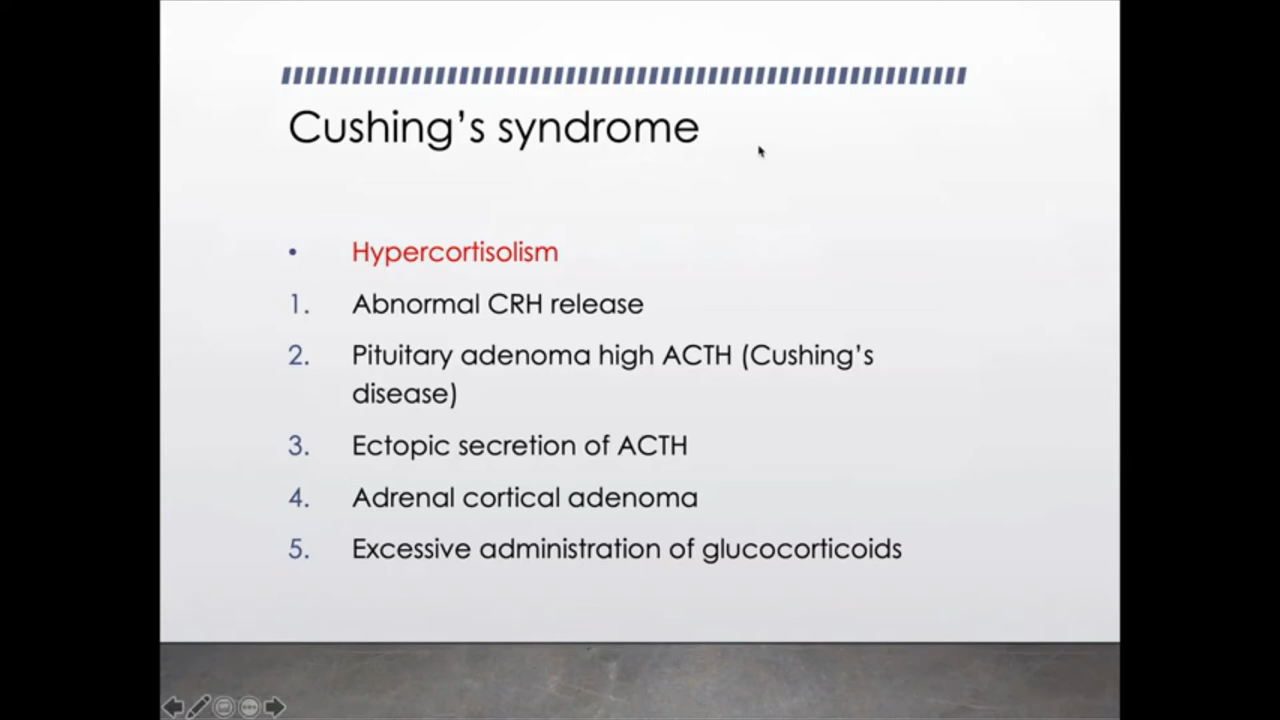 Cushing’s syndrome
• Hypercortisolism
1. Abnormal CRH release
2. Pituitary adenoma high ACTH (Cushing’s
disease)
3. Ectopic secretion of ACTH
4. Adrenal cortical adenoma
5. Excessive administration of glucocorticoids